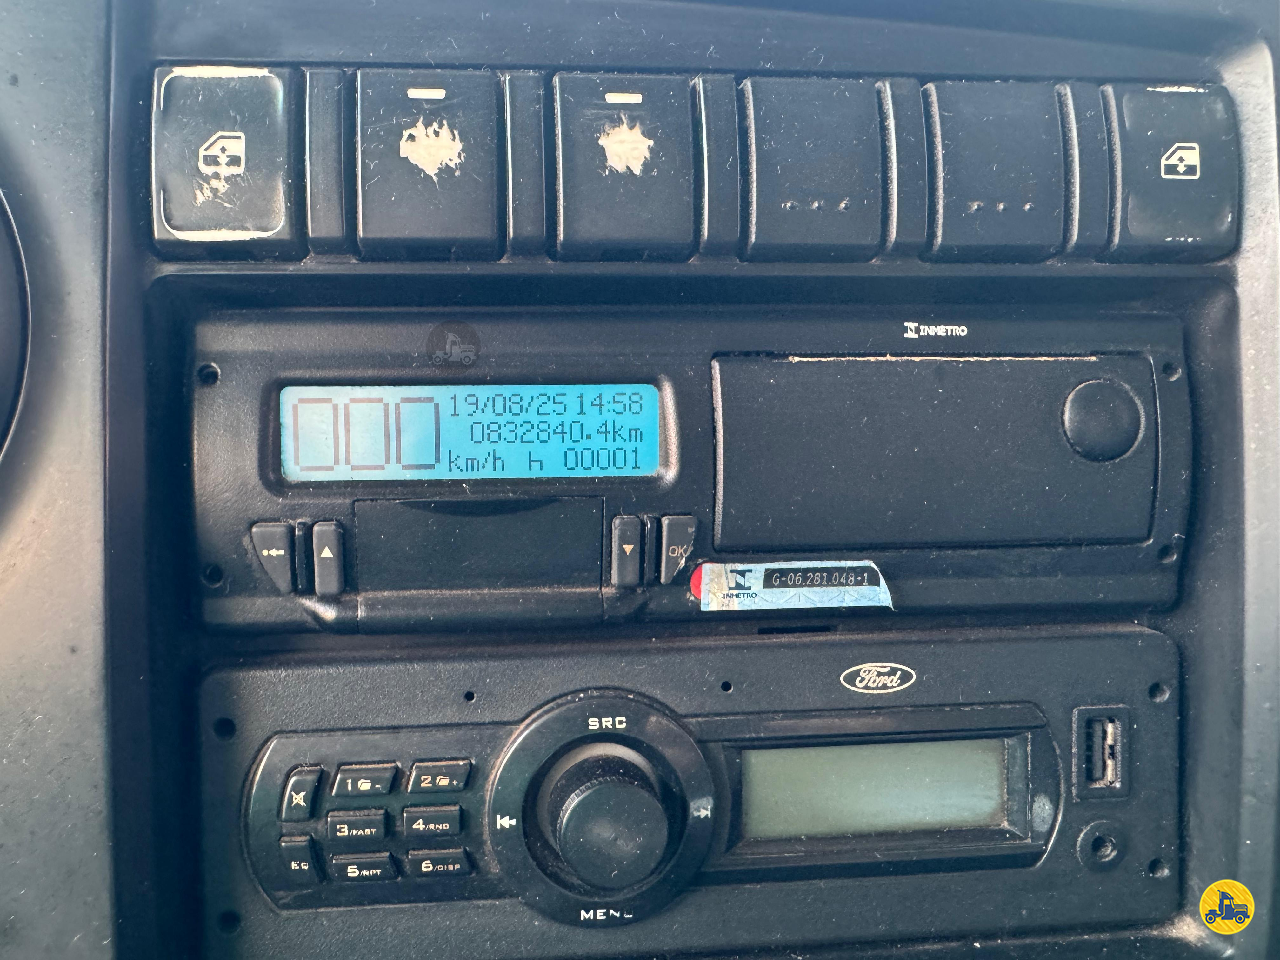 INMETRO
000
19/08/25 14:58
0832840.4km
km/h h 00001
OK
INMETRO
G-06.281.048-1
Ford
SRC
1 -
2 +
3/FAST
4/RND
EQ
5/RPT
6/DISP
MENU